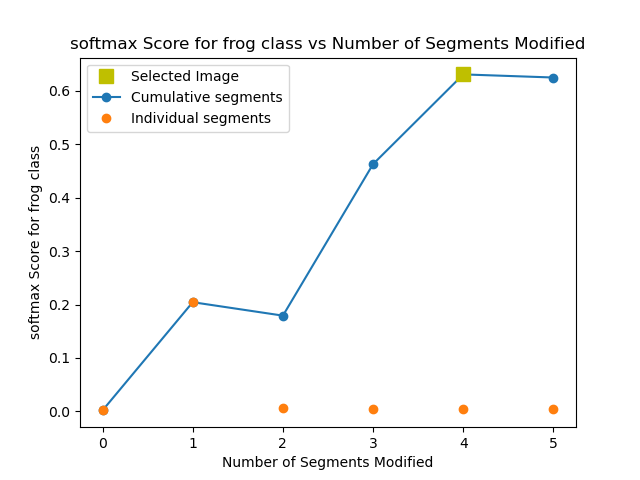 softmax Score for frog class vs Number of Segments Modified
Selected Image
Cumulative segments
Individual segments
softmax Score for frog class
0.6
0.5
0.4
0.3
0.2
0.1
0.0
0 1 2 3 4 5
Number of Segments Modified